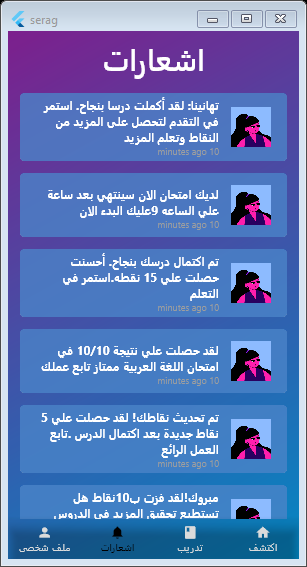 serag
اشعارات
تهانينا: لقد أكملت درسا بنجاح. استمر
في التقدم لتحصل علي المزيد من
النقاط وتعلم المزيد
minutes ago 10
لديك امتحان الان سينتهي بعد ساعة
علي الساعه 9عليك البدء الان
minutes ago 10
تم اكتمال درسك بنجاح. أحسنت
حصلت علي 15 نقطه.استمر في
التعلم
minutes ago 10
لقد حصلت علي نتيجة 10/10 في
امتحان اللغة العربية ممتاز تابع عملك
minutes ago 10
تم تحديث نقاطك! لقد حصلت علي 5
نقاط جديدة بعد اكتمال الدرس .تابع
العمل الرائع
minutes ago 10
مبروك!لقد فزت ب10نقاط هل
تستطيع تحقيق المزيد في الدروس
اكتشف
تدريب
اشعارات
ملف شخصى